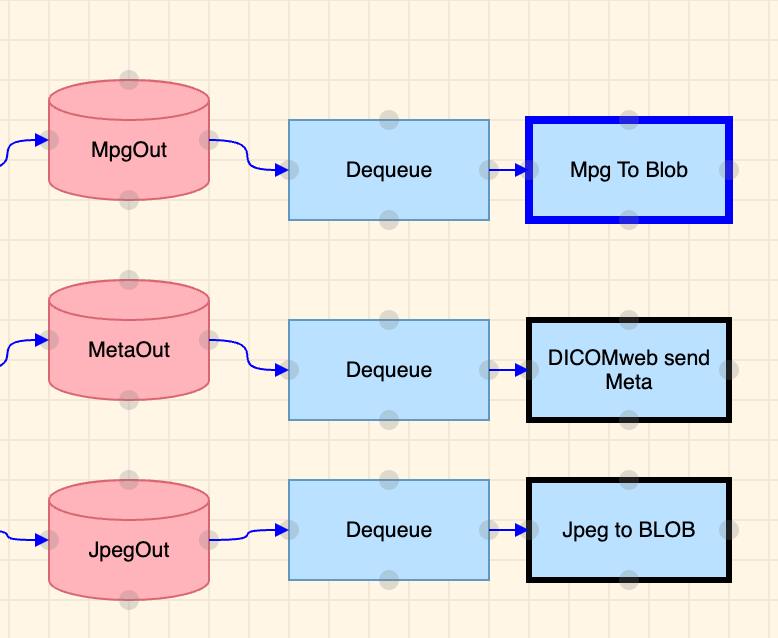 MpgOut
Dequeue
Mpg To Blob
MetaOut
Dequeue
DICOMweb send
Meta
JpegOut
Dequeue
Jpeg to BLOB